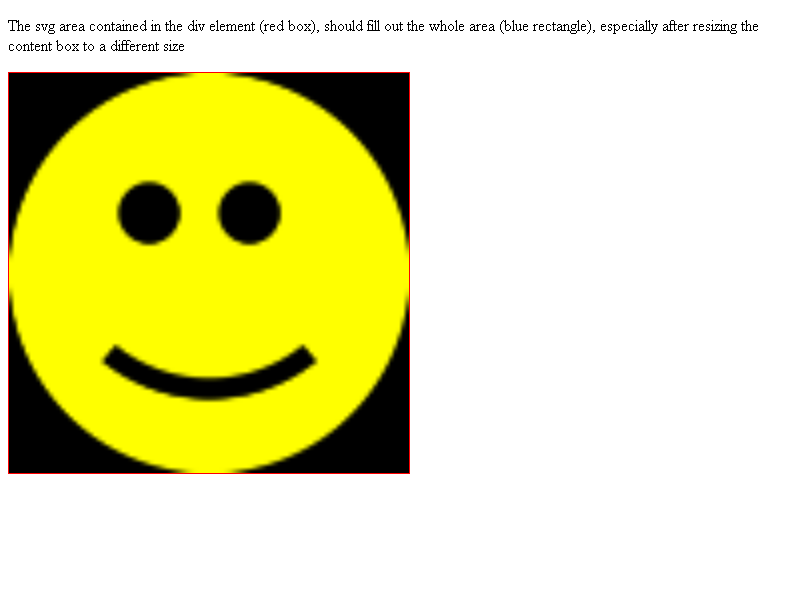 The svg area contained in the div element (red box), should fill out the whole area (blue rectangle), especially after resizing the
content box to a different size